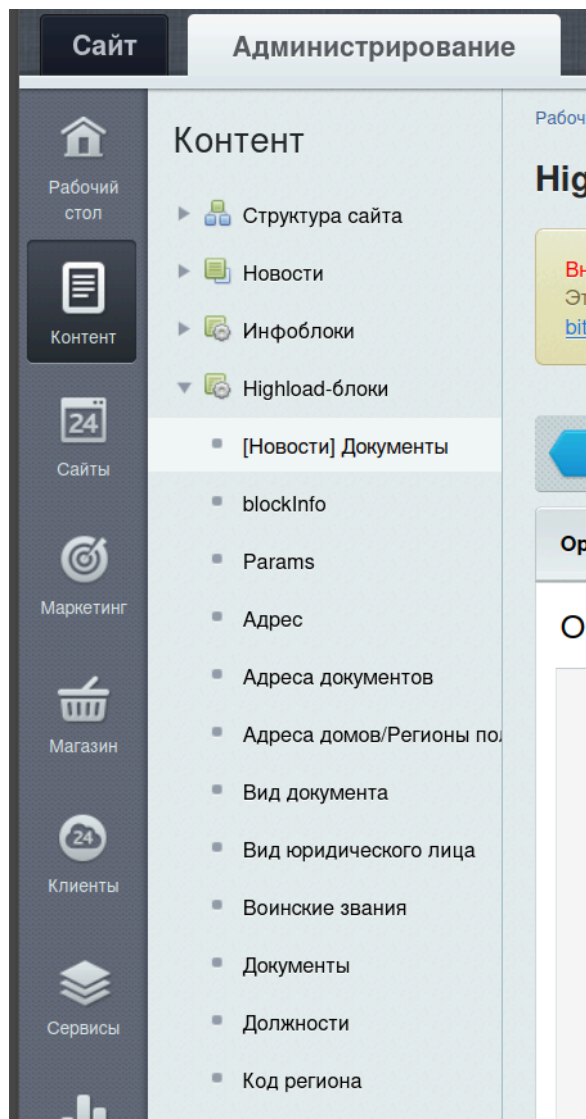 Сайт
Администрирование
Рабочий
стол
Контент
24
Сайты
Маркетинг
Магазин
24
Клиенты
Сервисы
Контент
Структура сайта
Новости
Инфоблоки
Highload-блоки
[Новости] Документы
blockInfo
Params
Адрес
Адреса документов
Адреса домов/Регионы
Вид документа
Вид юридического лица
Воинские звания
Документы
Должности
Код региона